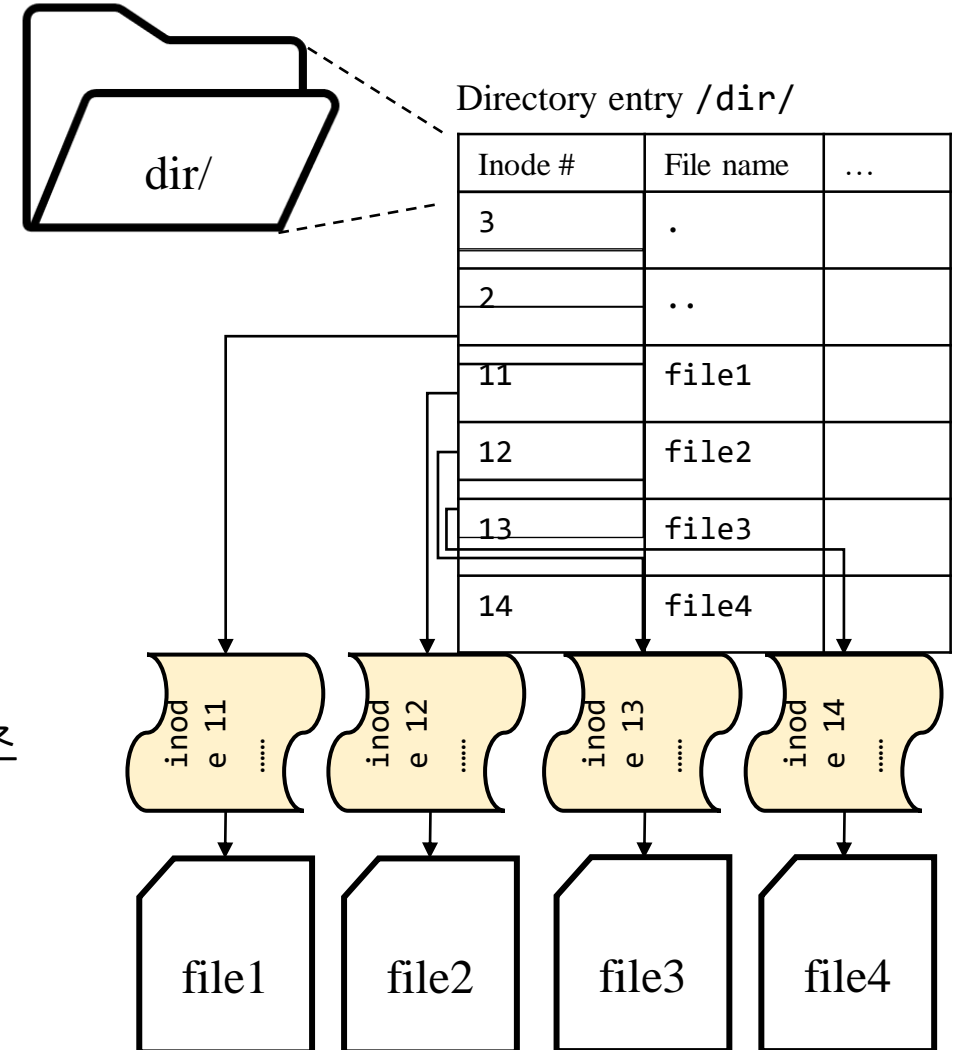 dir/
Directory entry /dir/
Inode # File name …
3 .
2 ..
11 file1
12 file2
13 file3
14 file4
inod
e 11
……
inod
e 12
……
inod
e 13
……
inod
e 14
……
file1 file2 file3 file4